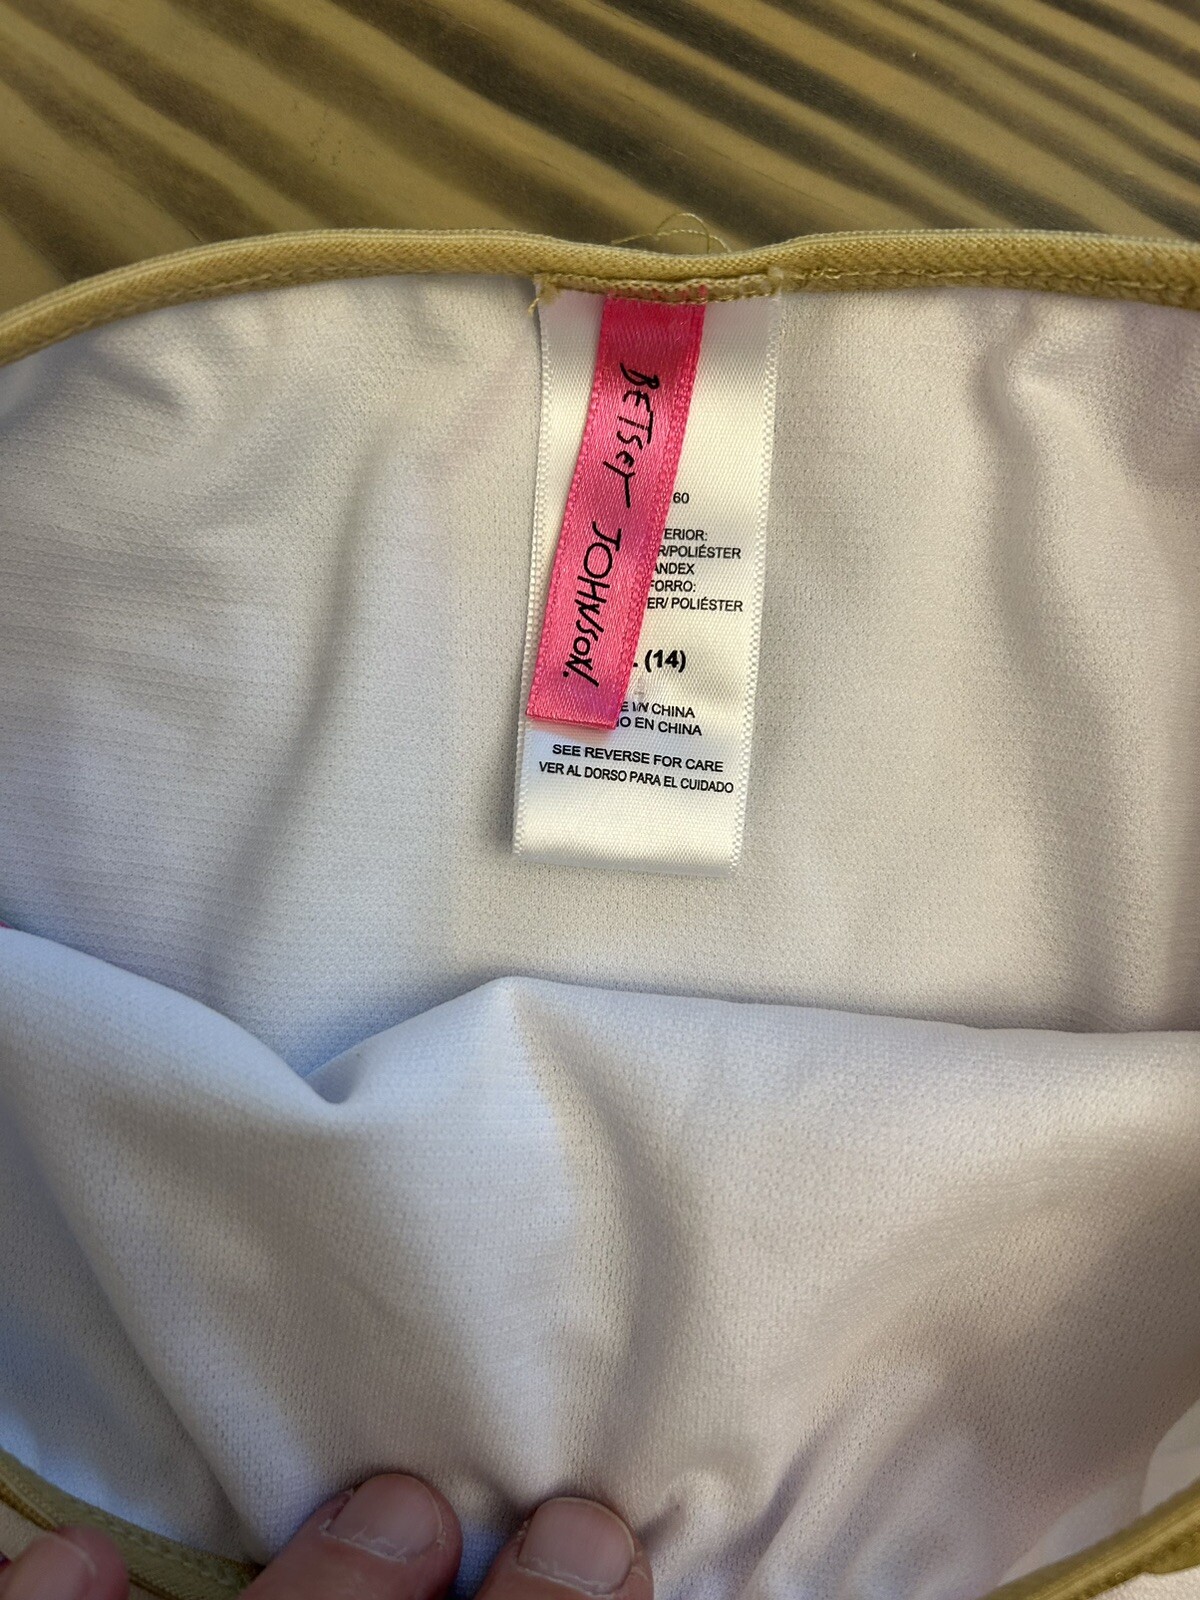 BETSEY JOHNSON.
60
ERIOR:
R/POLIÉSTER
ANDEX
FORRO:
ER/ POLIÉSTER
. (14)
E IN CHINA
O EN CHINA
SEE REVERSE FOR CARE
VER AL DORSO PARA EL CUIDADO